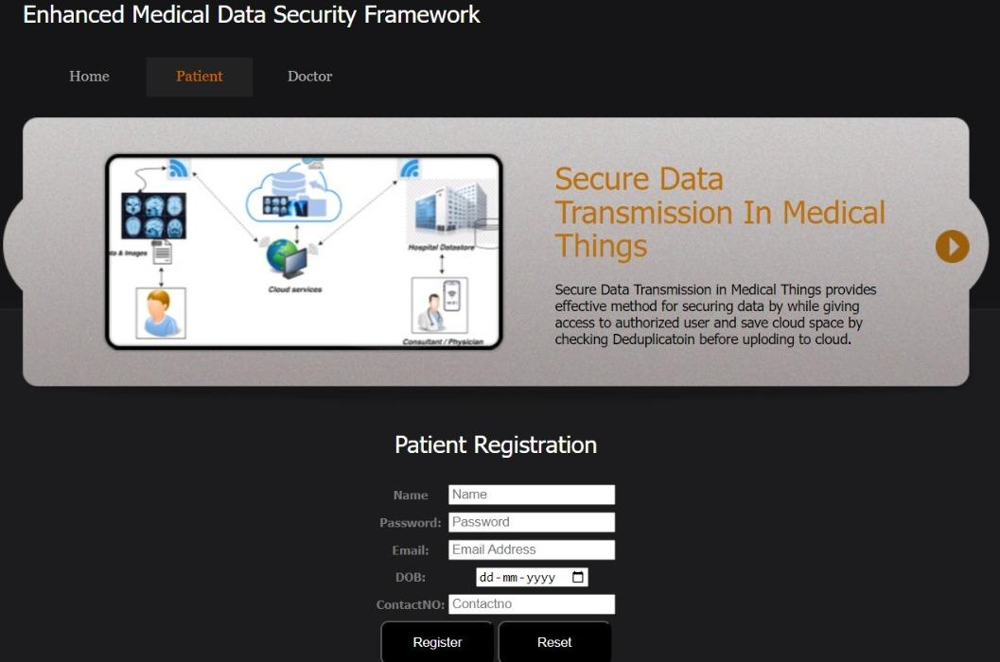 Enhanced Medical Data Security Framework
Home Patient Doctor
Secure Data
Transmission In Medical
Things
Secure Data Transmission in Medical Things provides
effective method for securing data by while giving
access to authorized user and save cloud space by
checking Deduplicatoin before uploding to cloud.
ta & Images
Cloud services
Hospital Datastore
Consultant / Physician
Patient Registration
Name Name
Password: Password
Email: Email Address
DOB: dd-mm-yyyy
ContactNO: Contactno
Register Reset